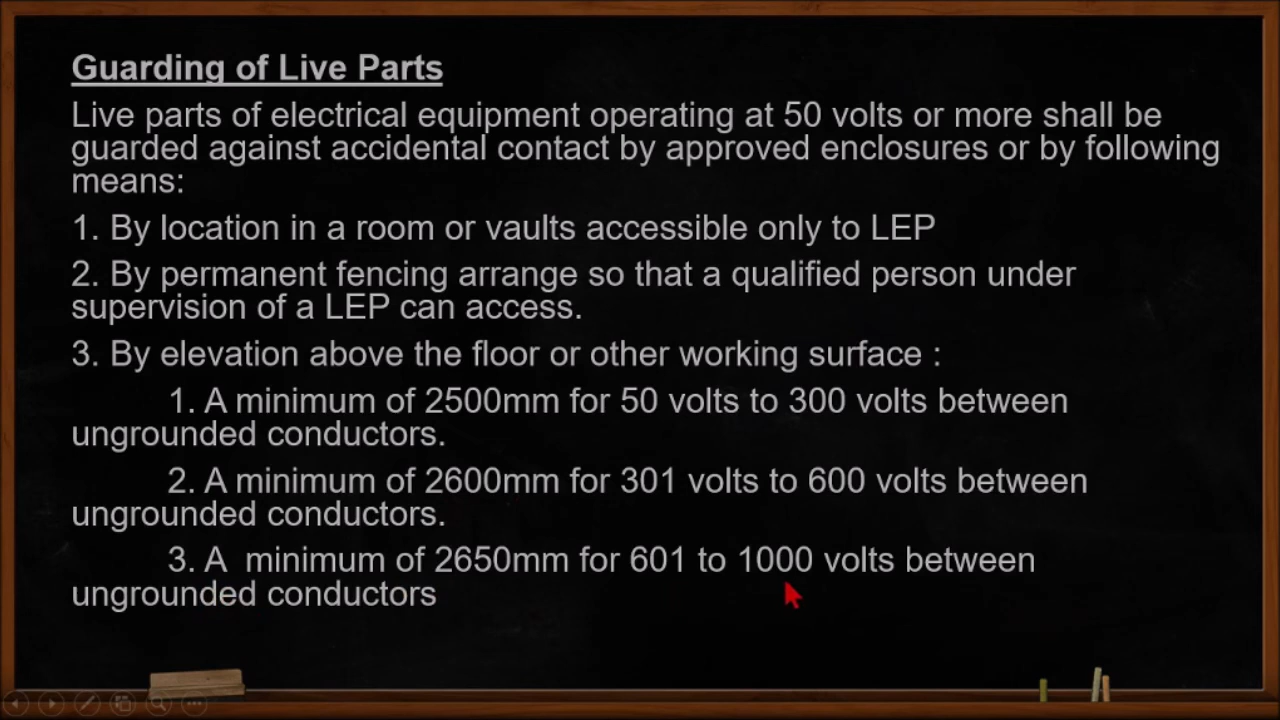 Guarding of Live Parts
Live parts of electrical equipment operating at 50 volts or more shall be
guarded against accidental contact by approved enclosures or by following
means:
1. By location in a room or vaults accessible only to LEP
2. By permanent fencing arrange so that a qualified person under
supervision of a LEP can access.
3. By elevation above the floor or other working surface :
1. A minimum of 2500mm for 50 volts to 300 volts between
ungrounded conductors.
2. A minimum of 2600mm for 301 volts to 600 volts between
ungrounded conductors.
3. A  minimum of 2650mm for 601 to 1000 volts between
ungrounded conductors